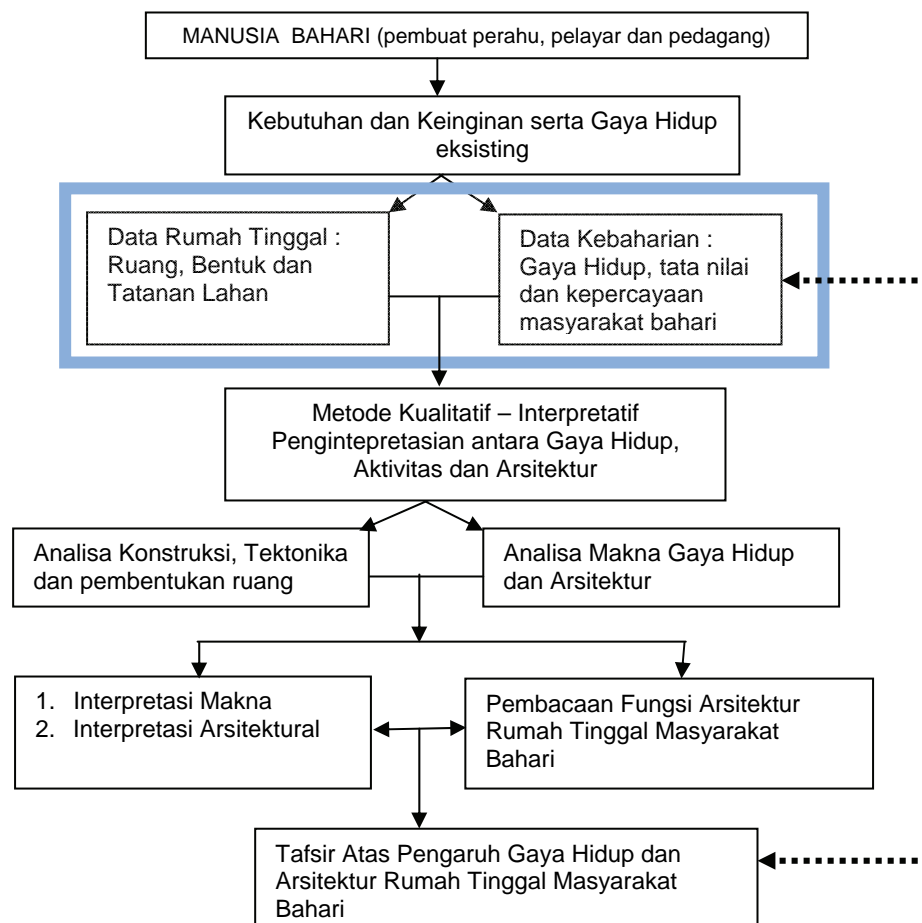 MANUSIA BAHARI (pembuat perahu, pelayar dan pedagang)
Kebutuhan dan Keinginan serta Gaya Hidup
eksisting
Data Rumah Tinggal :
Ruang, Bentuk dan
Tatanan Lahan
Data Kebaharian :
Gaya Hidup, tata nilai
dan kepercayaan
masyarakat bahari
Metode Kualitatif – Interpretatif
Pengintepretasian antara Gaya Hidup,
Aktivitas dan Arsitektur
Analisa Konstruksi, Tektonika
dan pembentukan ruang
Analisa Makna Gaya Hidup
dan Arsitektur
1. Interpretasi Makna
2. Interpretasi Arsitektural
Pembacaan Fungsi Arsitektur
Rumah Tinggal Masyarakat
Bahari
Tafsir Atas Pengaruh Gaya Hidup dan
Arsitektur Rumah Tinggal Masyarakat
Bahari